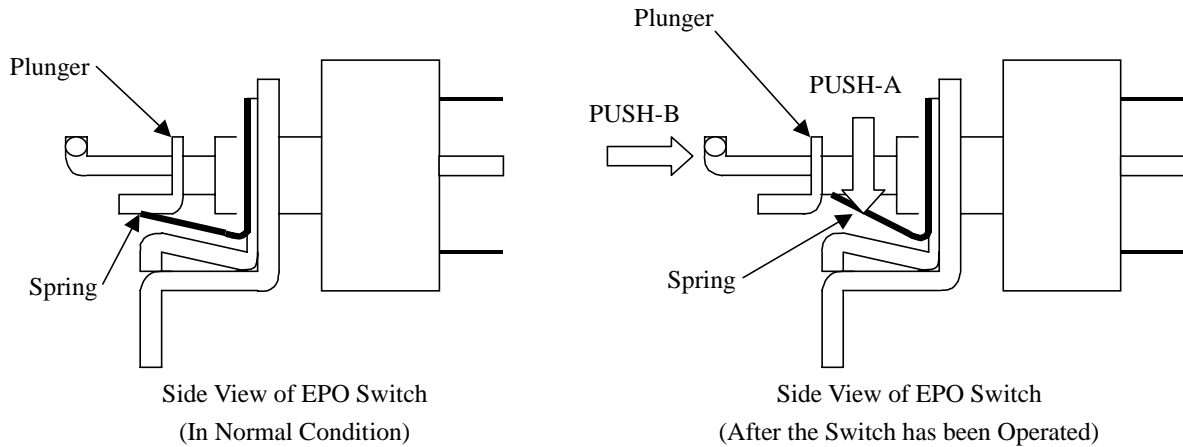 Plunger
Spring
Side View of EPO Switch
(In Normal Condition)
Plunger
PUSH-A
PUSH-B
Spring
Side View of EPO Switch
(After the Switch has been Operated)